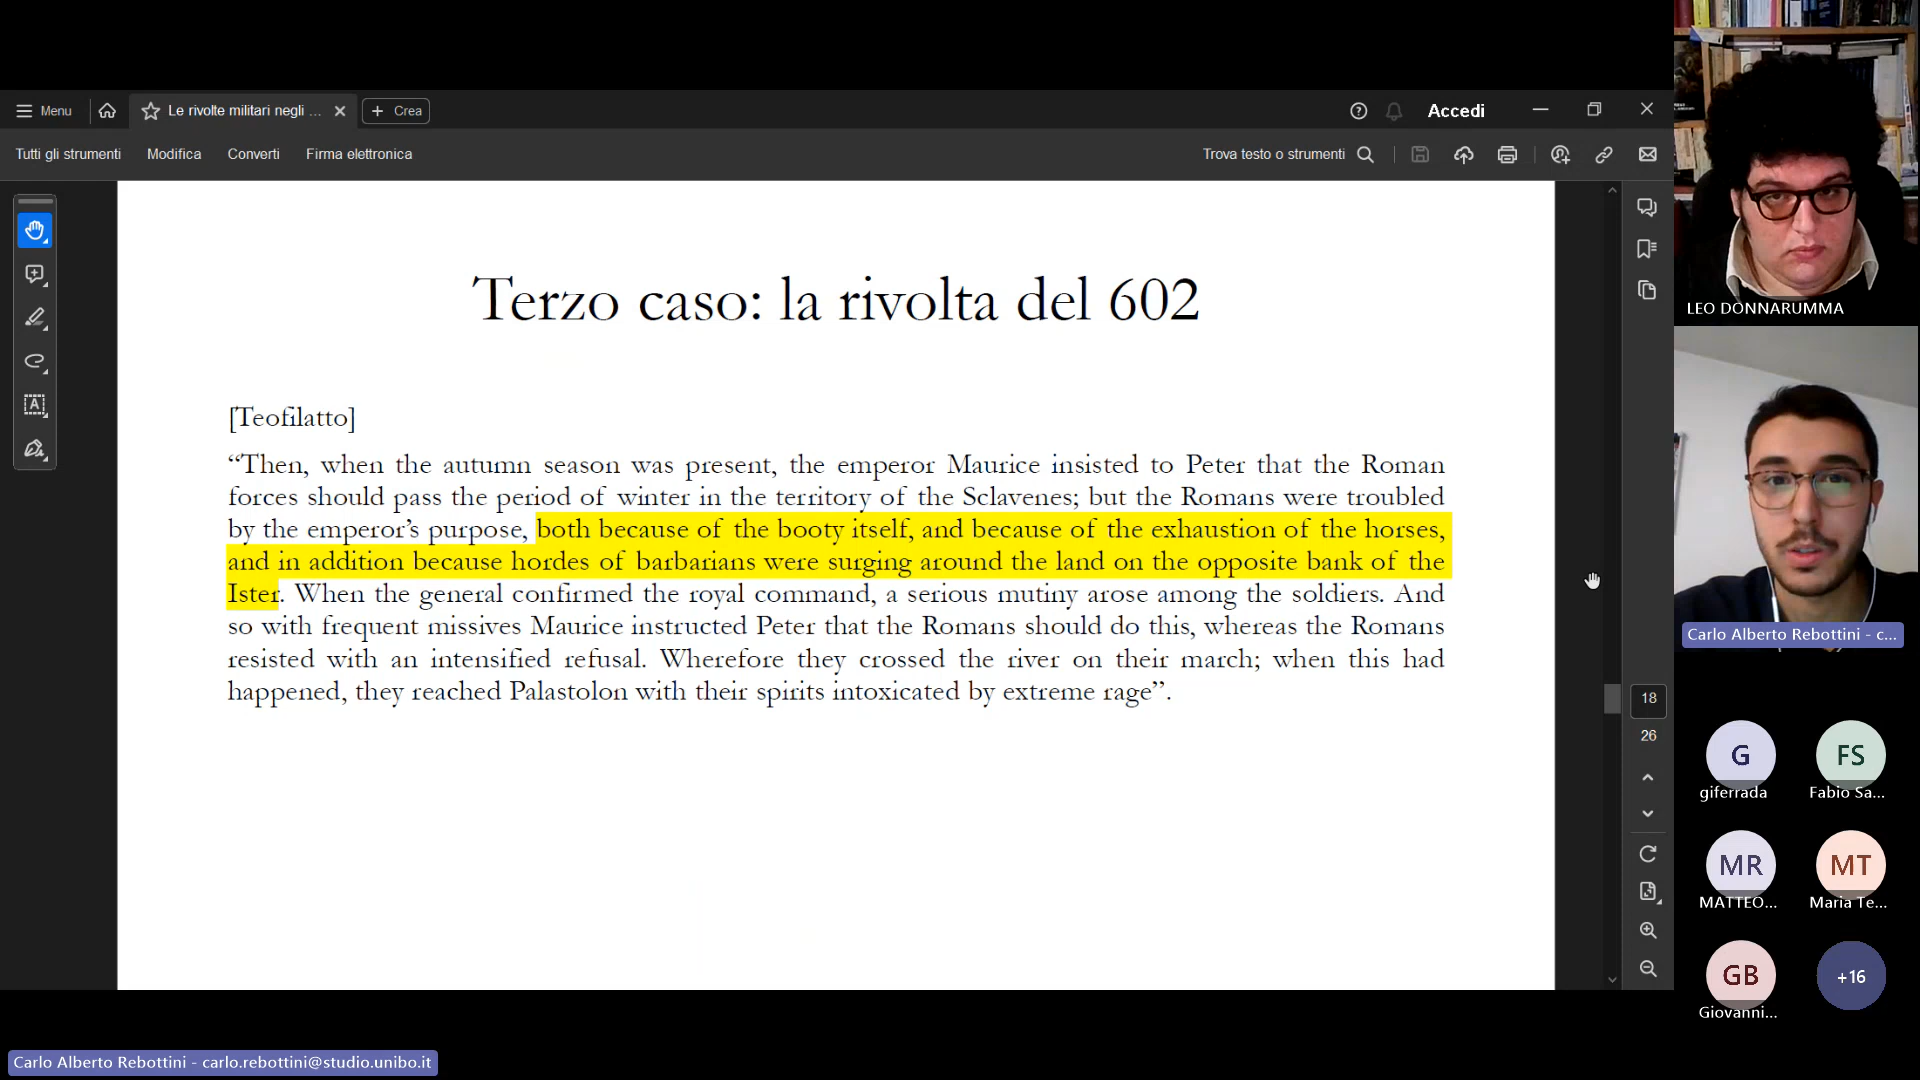 Menu
Le rivolte militari negli ...
Crea
Accedi
Tutti gli strumenti
Modifica
Converti
Firma elettronica
Trova testo o strumenti
Terzo caso: la rivolta del 602
[Teofilatto]
“Then, when the autumn season was present, the emperor Maurice insisted to Peter that the Roman
forces should pass the period of winter in the territory of the Sclavenes; but the Romans were troubled
by the emperor’s purpose, both because of the booty itself, and because of the exhaustion of the horses,
and in addition because hordes of barbarians were surging around the land on the opposite bank of the
Ister. When the general confirmed the royal command, a serious mutiny arose among the soldiers. And
so with frequent missives Maurice instructed Peter that the Romans should do this, whereas the Romans
resisted with an intensified refusal. Wherefore they crossed the river on their march; when this had
happened, they reached Palastolon with their spirits intoxicated by extreme rage”.
18
26
LEO DONNARUMMA
Carlo Alberto Rebottini - c...
G
giferrada
FS
Fabio Sa...
MR
MATTEO...
MT
Maria Te...
GB
Giovanni...
+16
Carlo Alberto Rebottini - carlo.rebottini@studio.unibo.it